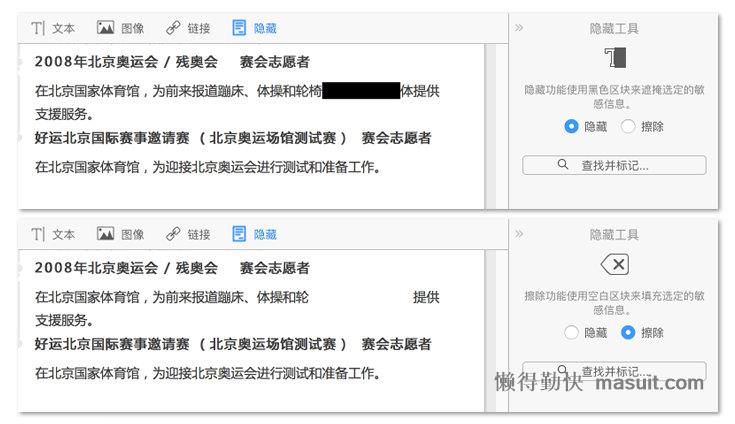 文本 图像 链接 隐藏
2008年北京奥运会 / 残奥会 赛会志愿者
在北京国家体育馆，为前来报道蹦床、体操和轮椅 体提供
支援服务。
好运北京国际赛事邀请赛 （ 北京奥运场馆测试赛 ） 赛会志愿者
在北京国家体育馆，为迎接北京奥运会进行测试和准备工作。
» 隐藏工具
隐藏功能使用黑色区块来遮掩选定的敏
感信息。
隐藏 擦除
查找并标记...
文本 图像 链接 隐藏
2008年北京奥运会 / 残奥会 赛会志愿者
在北京国家体育馆，为前来报道蹦床、体操和轮 提供
支援服务。
好运北京国际赛事邀请赛 （ 北京奥运场馆测试赛 ） 赛会志愿者
在北京国家体育馆，为迎接北京奥运会进行测试和准备工作。
» 隐藏工具
擦除功能使用空白区块来填充选定的敏
感信息。
隐藏 擦除
查找并标记...
懒得勤快 masuit.com